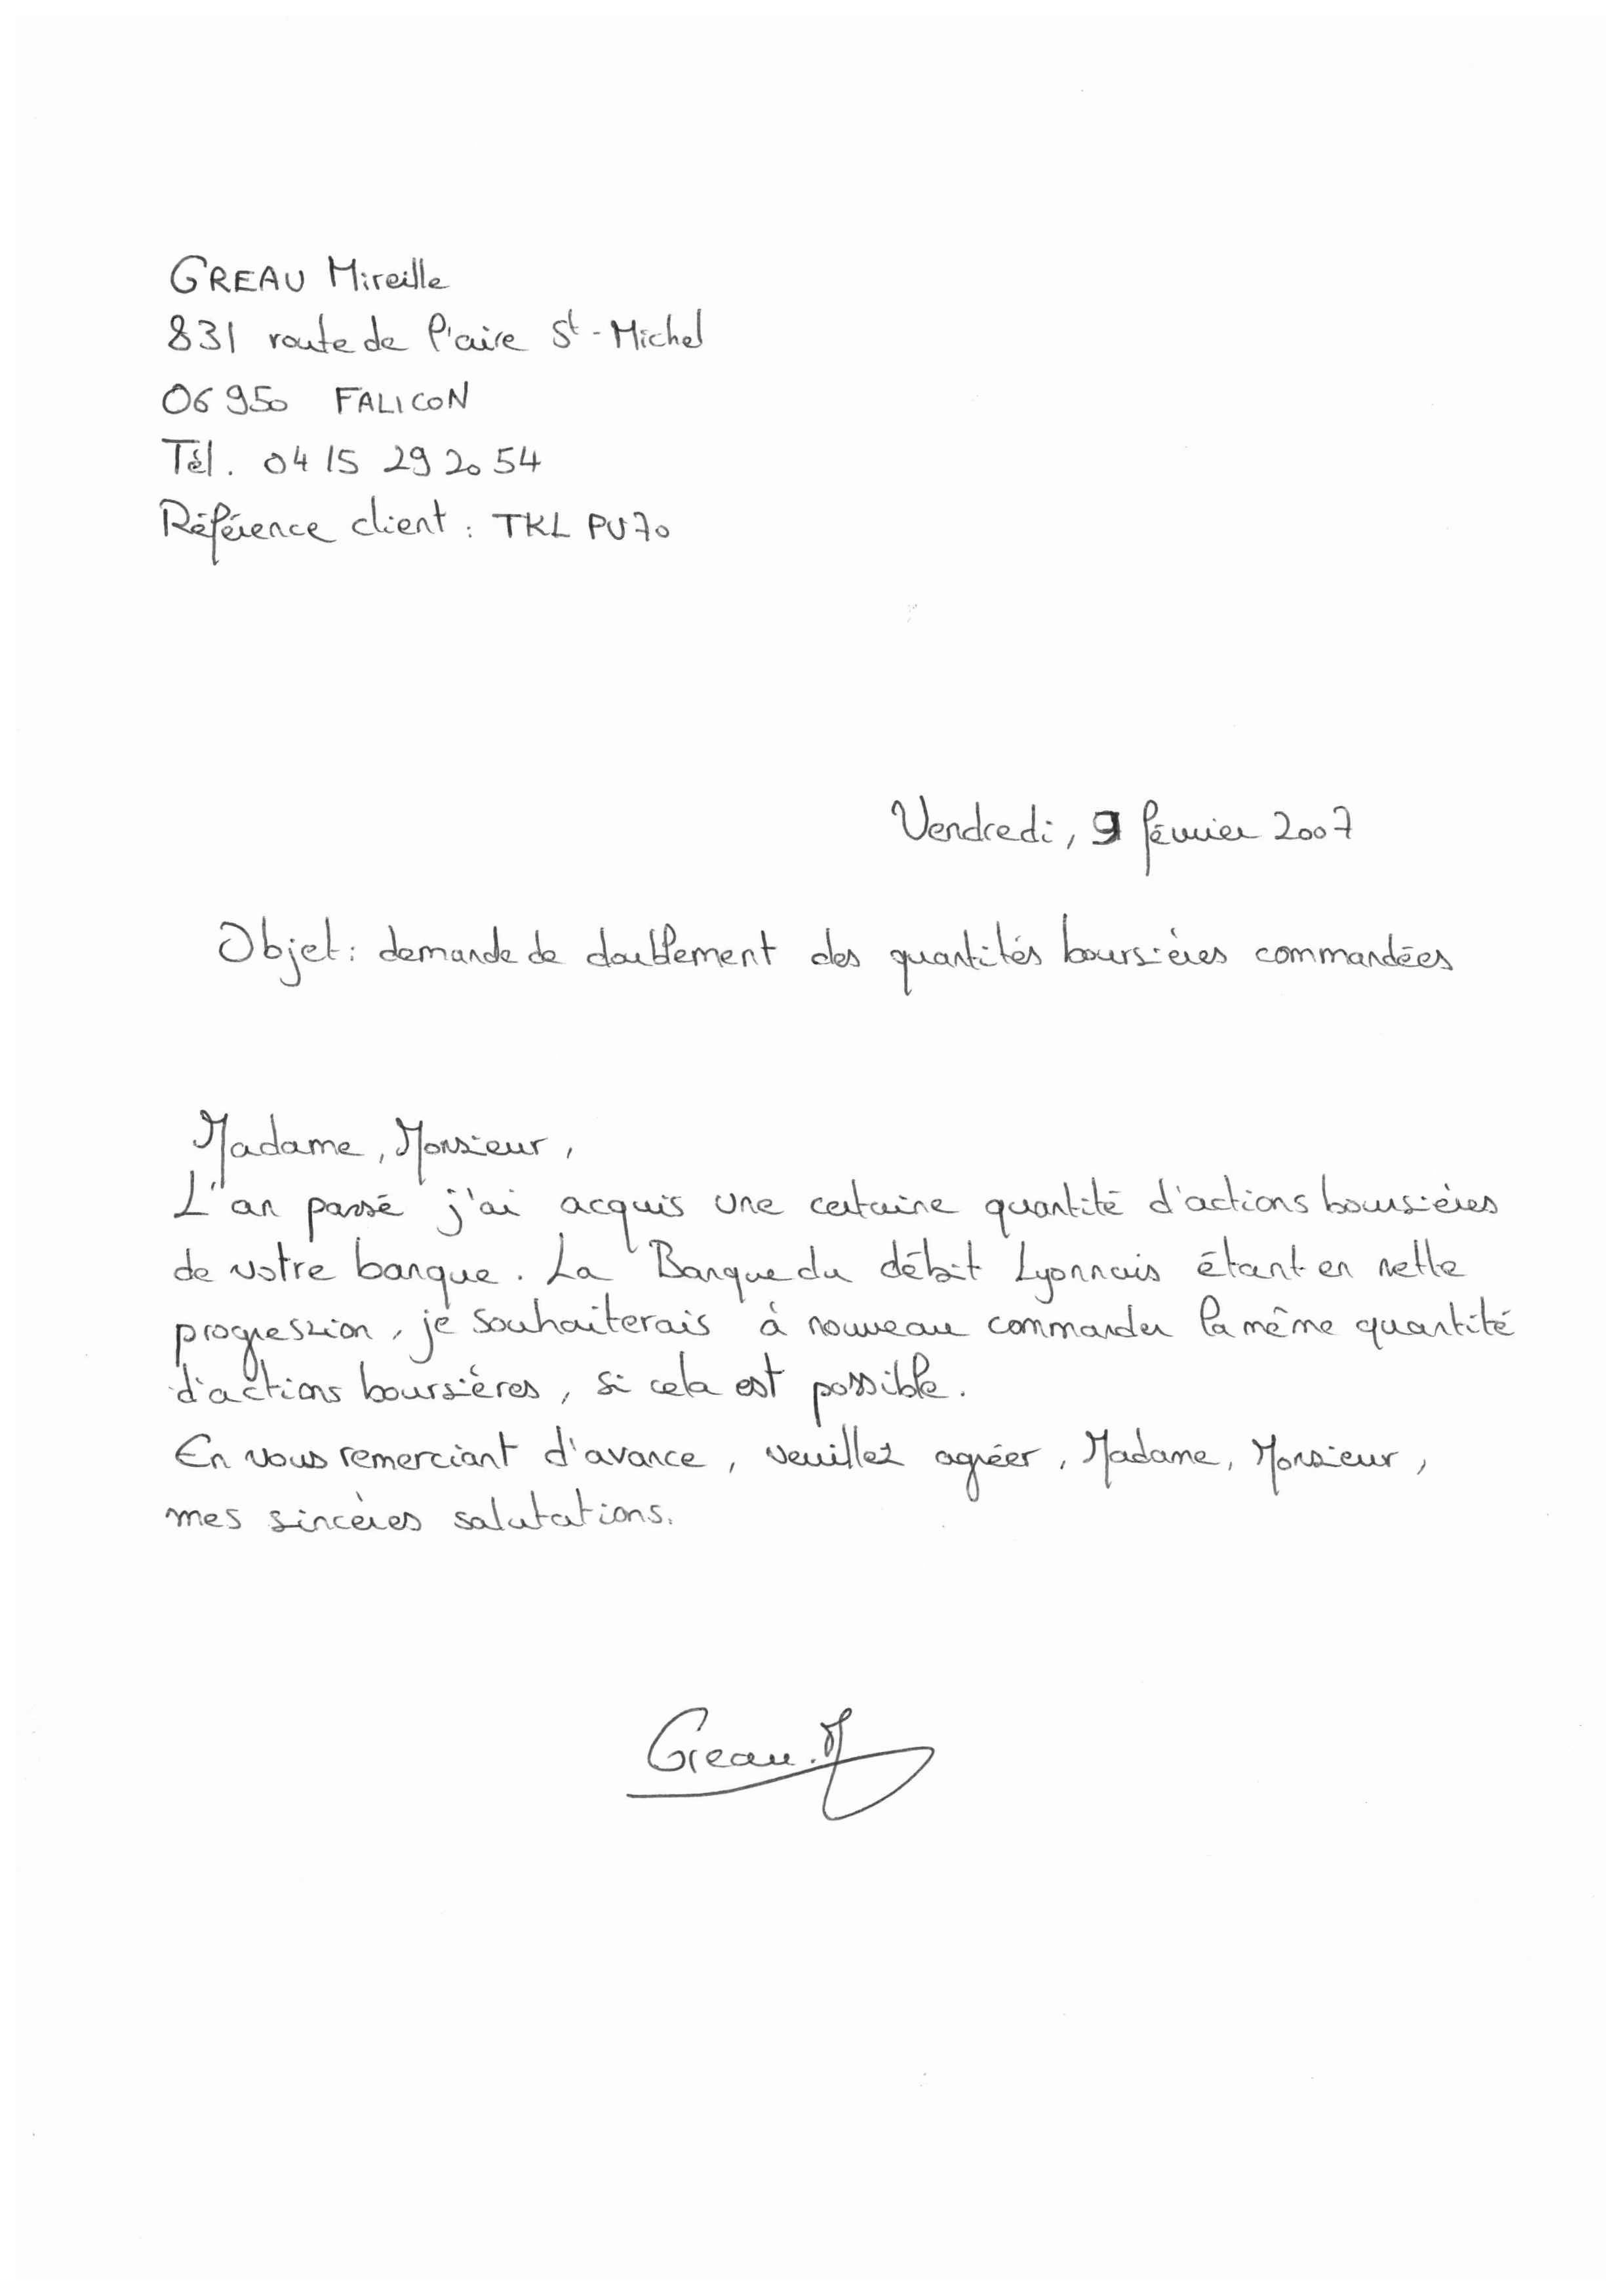 GREAU Mireille
831 route de l'aire St-Michel
06950 FALICON
Tél. 04 15 29 20 54
Référence client : TKL PU70
Vendredi, 9 février 2007
Objet : demande de doublement des quantités boursières commandées
Madame, Monsieur,
L'an passé j'ai acquis une certaine quantité d'actions boursières
de votre banque. La Banque du débit Lyonnais étant en nette
progression, je souhaiterais à nouveau commander la même quantité
d'actions boursières, si cela est possible.
En vous remerciant d'avance, veuillez agréer, Madame, Monsieur,
mes sincères salutations.
Greau.M